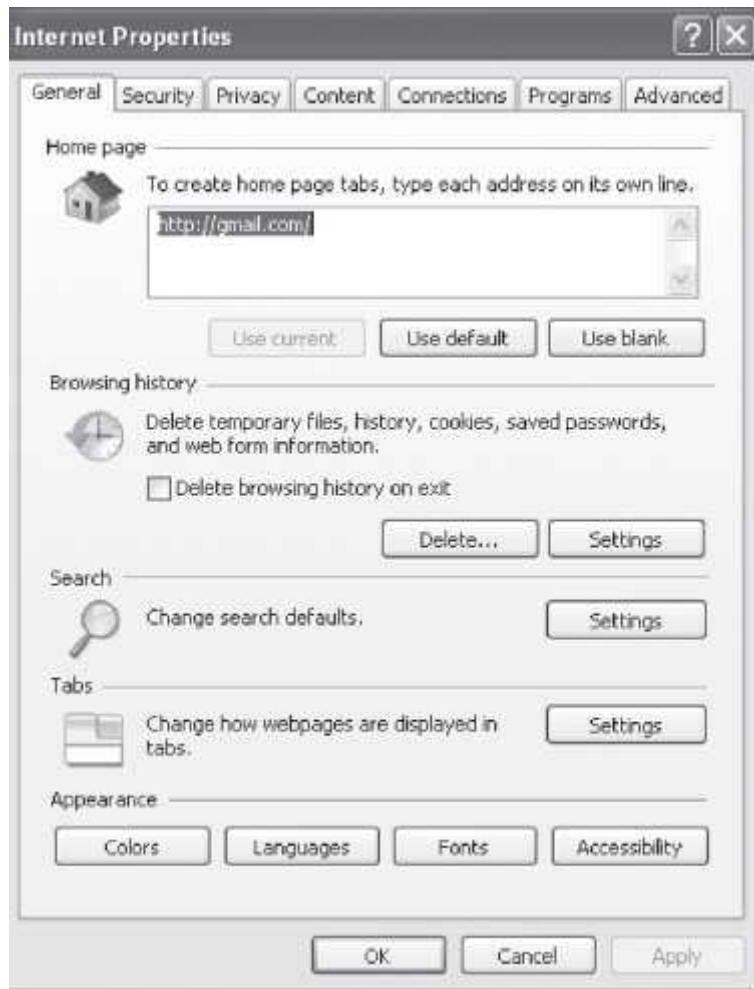 Internet Properties
?
General Security Privacy Content Connections Programs Advanced
Home page
To create home page tabs, type each address on its own line.
http://gmail.com/
Use current Use default Use blank
Browsing history
Delete temporary files, history, cookies, saved passwords,
and web form information.
Delete browsing history on exit
Delete... Settings
Search
Change search defaults. Settings
Tabs
Change how webpages are displayed in Settings
tabs.
Appearance
Colors Languages Fonts Accessibility
OK Cancel Apply